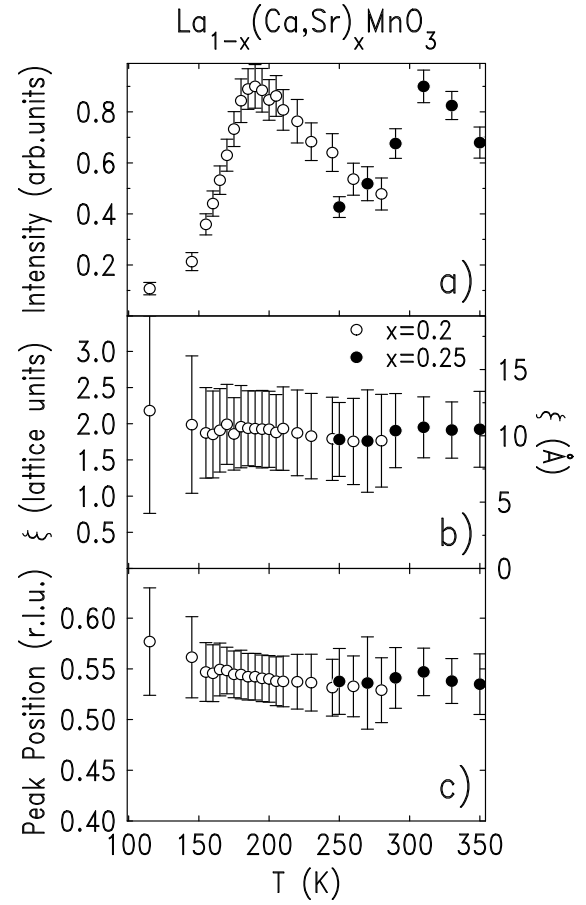 La1−x(Ca,Sr)xMnO3
Intensity (arb.units)
0.8
0.6
0.4
0.2
a)
ξ (lattice units)
3.0
2.5
2.0
1.5
1.0
0.5
x=0.2
x=0.25
b)
15
10
5
0
ξ (Å)
Peak Position (r.l.u.)
0.60
0.55
0.50
0.45
0.40
c)
100 150 200 250 300 350
T (K)